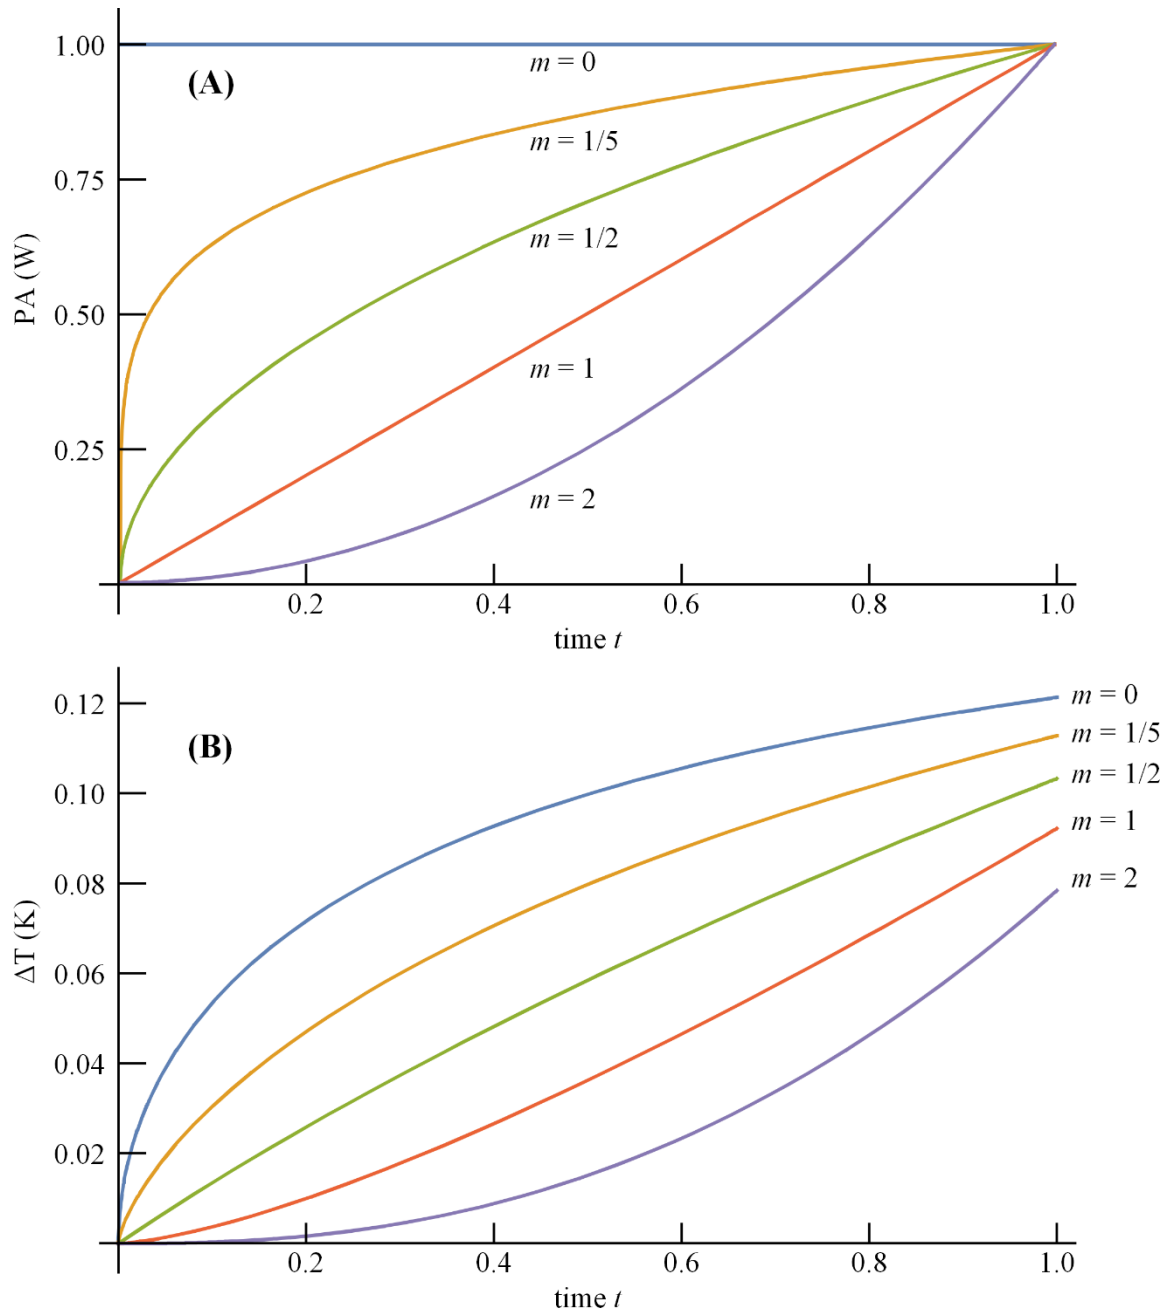 1.00
(A)
m = 0
m = 1/5
0.75
m = 1/2
PA (W)
0.50
m = 1
0.25
m = 2
0.2 0.4 0.6 0.8 1.0
time t
0.12
m = 0
(B)
m = 1/5
m = 1/2
0.10
m = 1
0.08
m = 2
ΔT (K)
0.06
0.04
0.02
0.2 0.4 0.6 0.8 1.0
time t